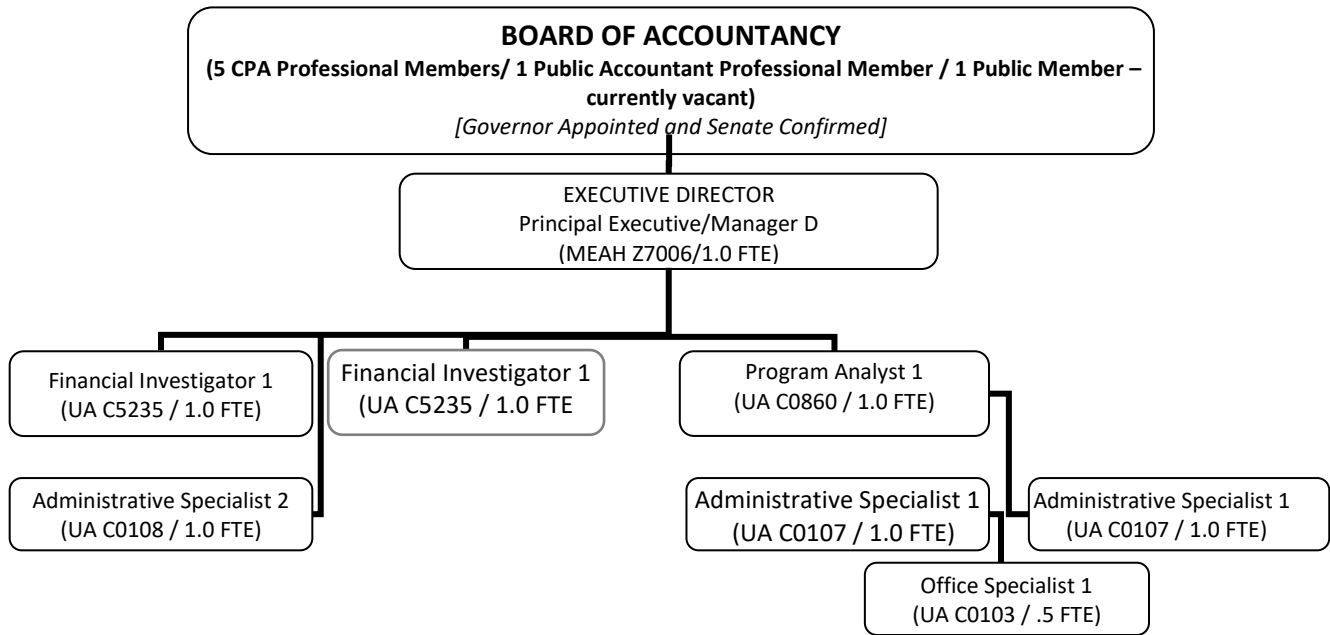 BOARD OF ACCOUNTANCY
(5 CPA Professional Members/ 1 Public Accountant Professional Member / 1 Public Member –
currently vacant)
[Governor Appointed and Senate Confirmed]
EXECUTIVE DIRECTOR
Principal Executive/Manager D
(MEAH Z7006/1.0 FTE)
Financial Investigator 1
(UA C5235 / 1.0 FTE)
Financial Investigator 1
(UA C5235 / 1.0 FTE
Program Analyst 1
(UA C0860 / 1.0 FTE)
Administrative Specialist 2
(UA C0108 / 1.0 FTE)
Administrative Specialist 1
(UA C0107 / 1.0 FTE)
Administrative Specialist 1
(UA C0107 / 1.0 FTE)
Office Specialist 1
(UA C0103 / .5 FTE)